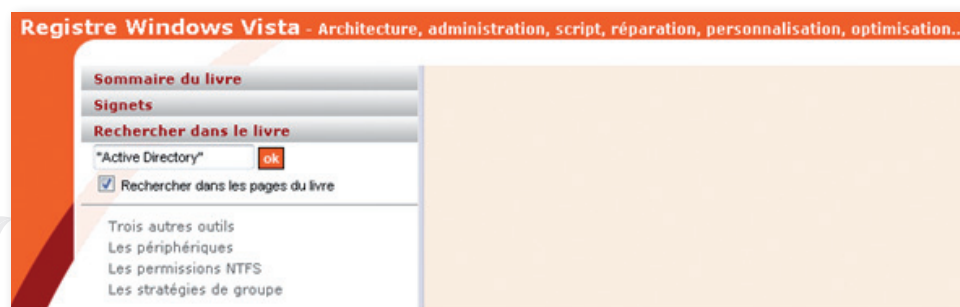 Registre Windows Vista - Architecture, administration, script, réparation, personnalisation, optimisation...
Sommaire du livre
Signets
Rechercher dans le livre
"Active Directory" ok
Rechercher dans les pages du livre
Trois autres outils
Les périphériques
Les permissions NTFS
Les stratégies de groupe